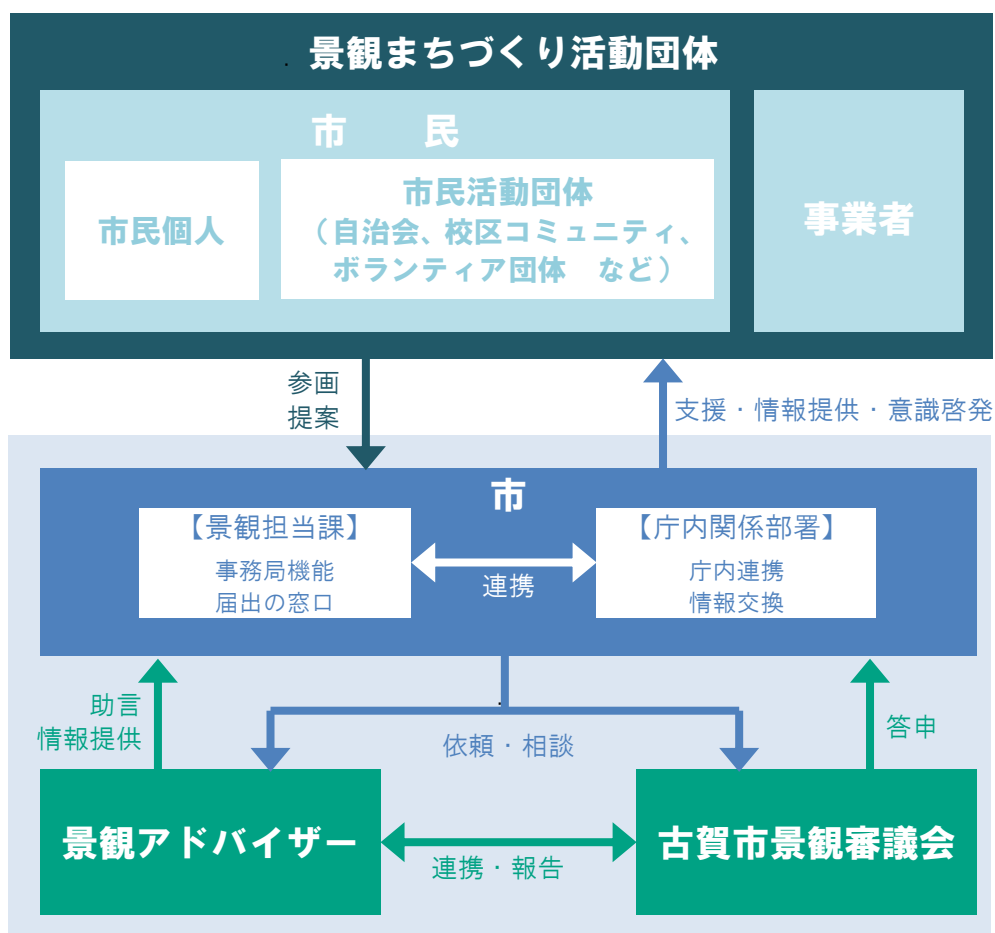 景観まちづくり活動団体
市　　民
市民個人
市民活動団体
（自治会、校区コミュニティ、
ボランティア団体　など）
事業者
参画
提案
支援・情報提供・意識啓発
市
【景観担当課】
事務局機能
届出の窓口
連携
【庁内関係部署】
庁内連携
情報交換
助言
情報提供
依頼・相談
答申
景観アドバイザー
連携・報告
古賀市景観審議会